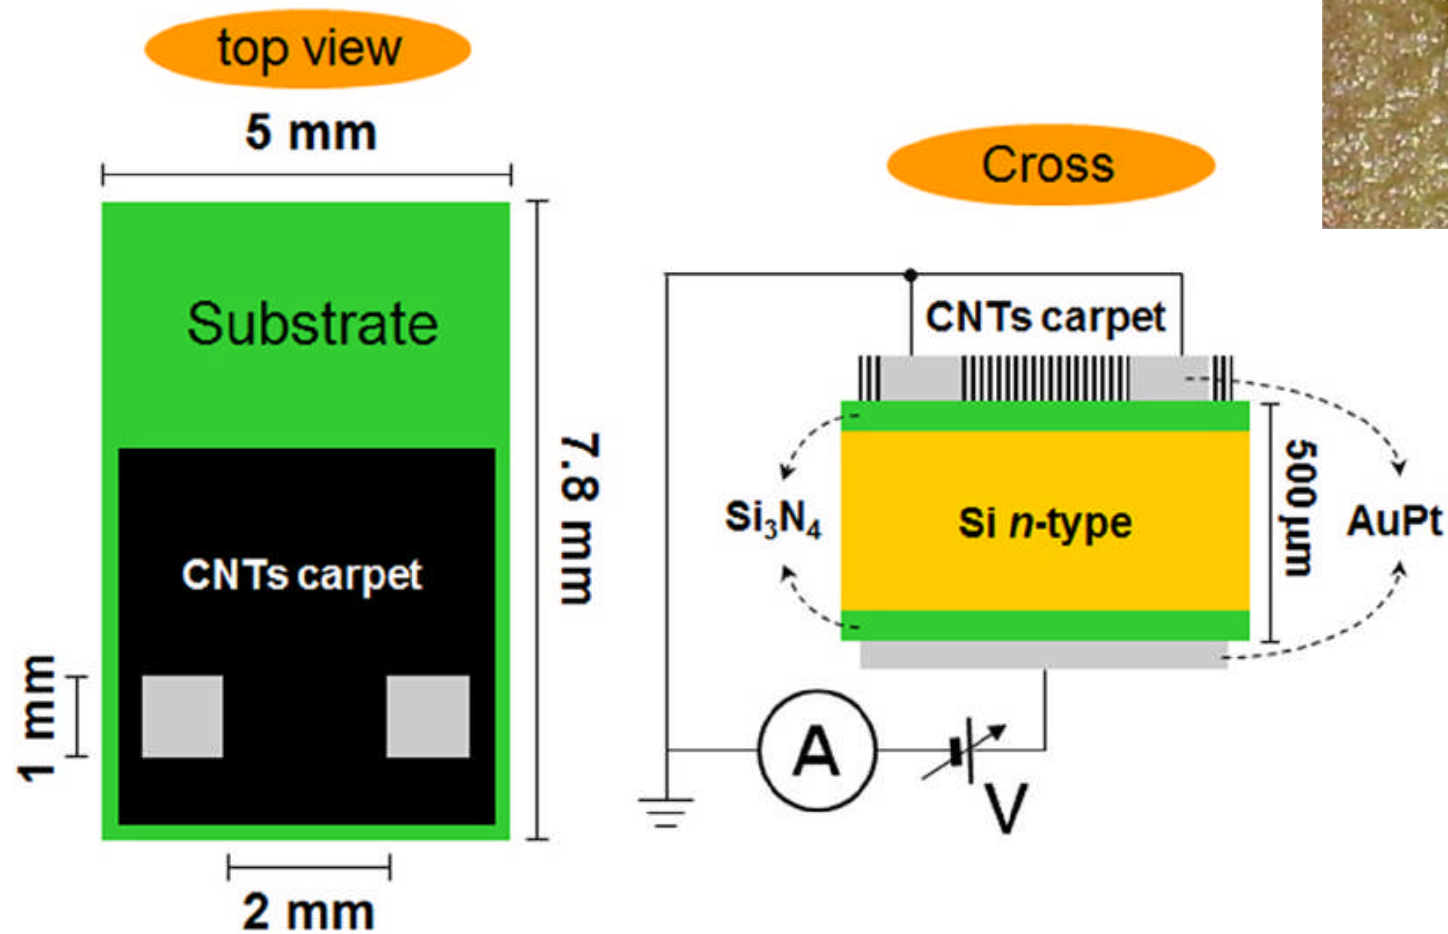 top view
5 mm
Substrate
7.8 mm
CNTs carpet
1 mm
2 mm
Cross
CNTs carpet
Si₃N₄
Si n-type
500 µm
AuPt
A
V